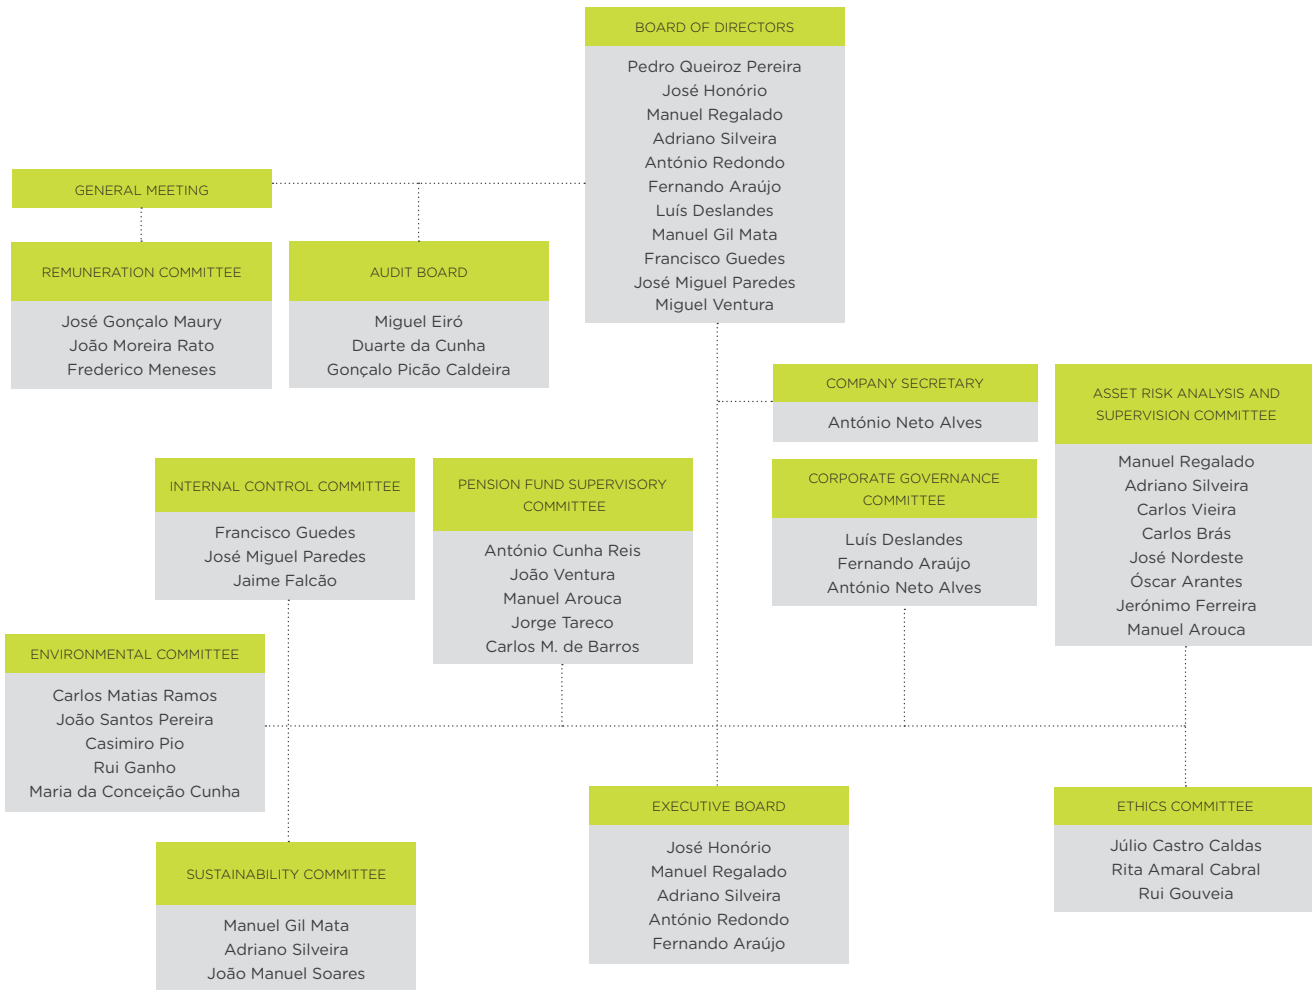 BOARD OF DIRECTORS
Pedro Queiroz Pereira
José Honório
Manuel Regalado
Adriano Silveira
António Redondo
Fernando Araújo
Luís Deslandes
Manuel Gil Mata
Francisco Guedes
José Miguel Paredes
Miguel Ventura
GENERAL MEETING
REMUNERATION COMMITTEE
José Gonçalo Maury
João Moreira Rato
Frederico Meneses
AUDIT BOARD
Miguel Eiró
Duarte da Cunha
Gonçalo Picão Caldeira
COMPANY SECRETARY
António Neto Alves
ASSET RISK ANALYSIS AND
SUPERVISION COMMITTEE
Manuel Regalado
Adriano Silveira
Carlos Vieira
Carlos Brás
José Nordeste
Óscar Arantes
Jerónimo Ferreira
Manuel Arouca
INTERNAL CONTROL COMMITTEE
Francisco Guedes
José Miguel Paredes
Jaime Falcão
PENSION FUND SUPERVISORY
COMMITTEE
António Cunha Reis
João Ventura
Manuel Arouca
Jorge Tareco
Carlos M. de Barros
CORPORATE GOVERNANCE
COMMITTEE
Luís Deslandes
Fernando Araújo
António Neto Alves
ENVIRONMENTAL COMMITTEE
Carlos Matias Ramos
João Santos Pereira
Casimiro Pio
Rui Ganho
Maria da Conceição Cunha
EXECUTIVE BOARD
José Honório
Manuel Regalado
Adriano Silveira
António Redondo
Fernando Araújo
ETHICS COMMITTEE
Júlio Castro Caldas
Rita Amaral Cabral
Rui Gouveia
SUSTAINABILITY COMMITTEE
Manuel Gil Mata
Adriano Silveira
João Manuel Soares